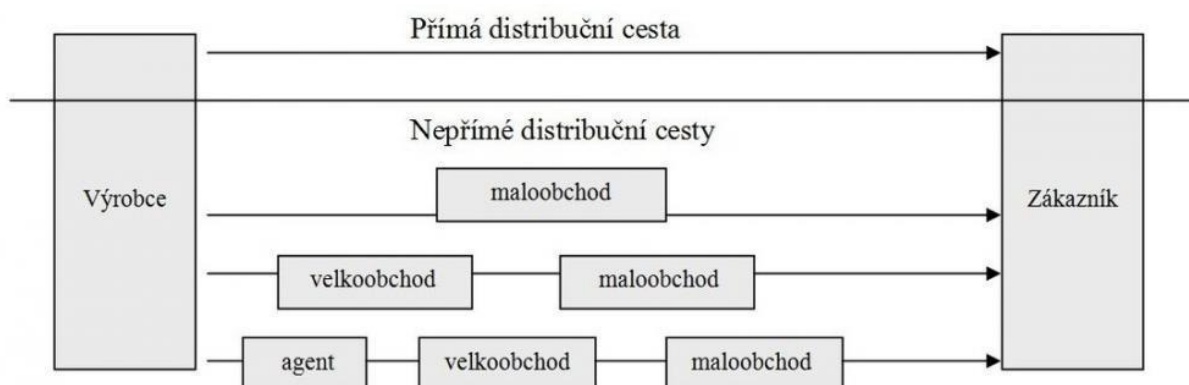 Přímá distribuční cesta
Nepřímé distribuční cesty
Výrobce
maloobchod
Zákazník
velkoobchod
maloobchod
agent
velkoobchod
maloobchod